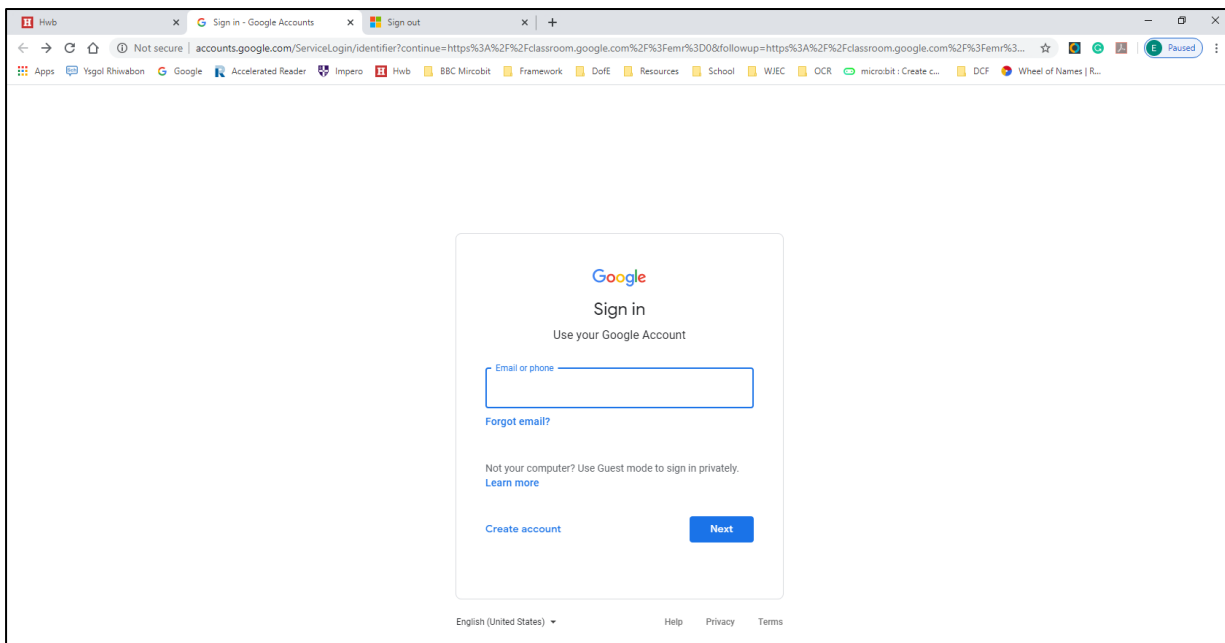 Hwb
Sign in - Google Accounts
Sign out
Not secure | accounts.google.com/ServiceLogin/identifier?continue=https%3A%2F%2Fclassroom.google.com%2F%3Femr%3D0&followup=https%3A%2F%2Fclassroom.google.com%2F%3Femr%3...
E Paused
Apps Ysgol Rhiwabon Google Accelerated Reader Impero Hwb BBC Mircobit Framework DofE Resources School WJEC OCR micro:bit : Create c... DCF Wheel of Names | R...
Google
Sign in
Use your Google Account
Email or phone
Forgot email?
Not your computer? Use Guest mode to sign in privately.
Learn more
Create account
Next
English (United States)
Help Privacy Terms